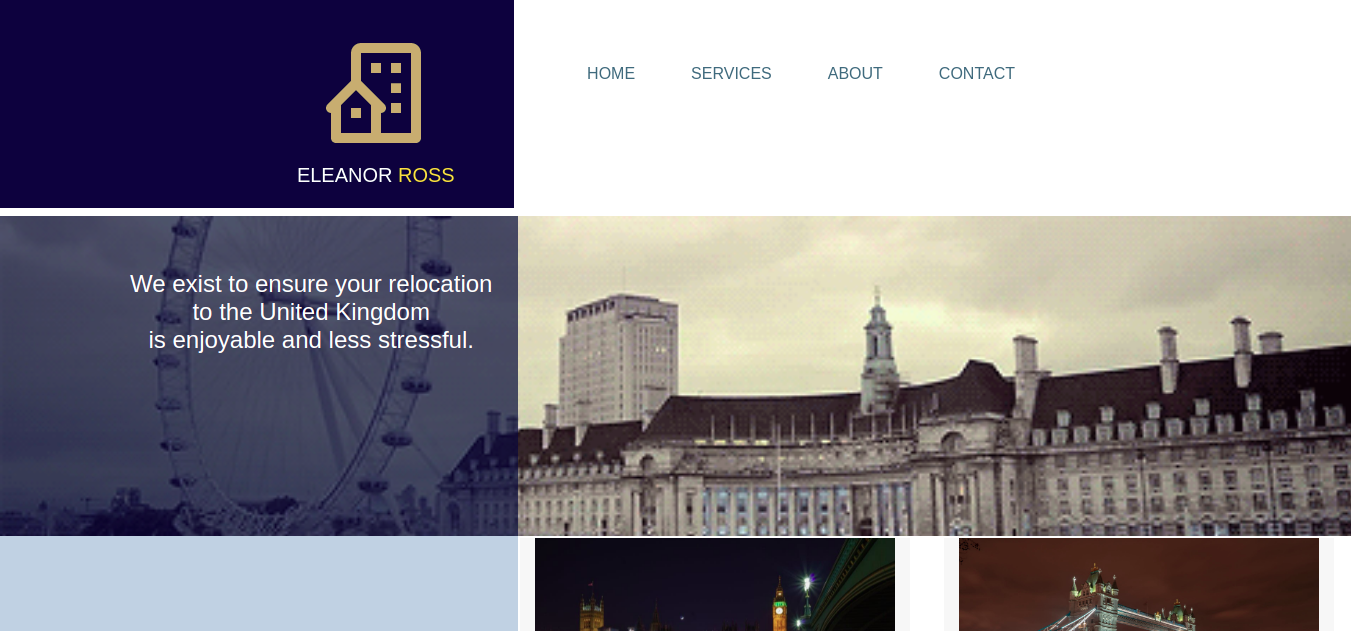 HOME SERVICES ABOUT CONTACT
ELEANOR ROSS
We exist to ensure your relocation
to the United Kingdom
is enjoyable and less stressful.